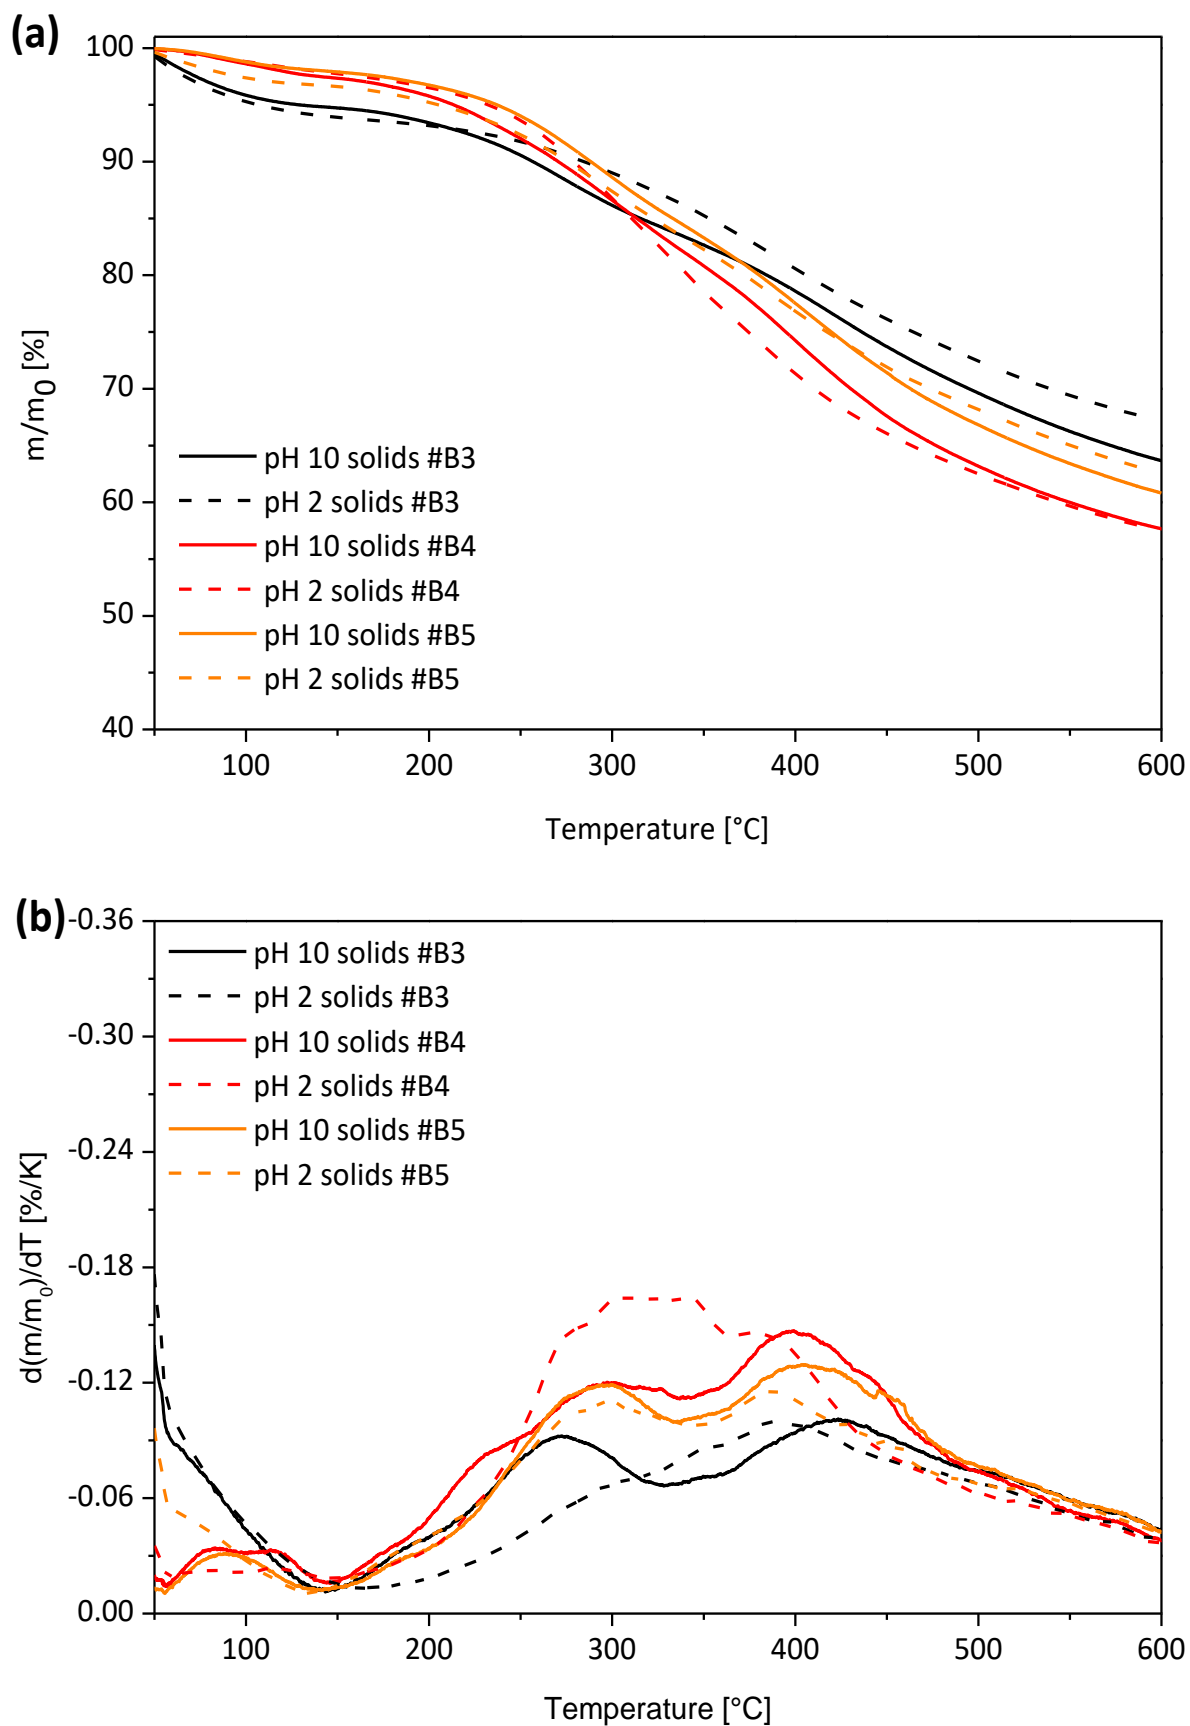 (a)
100
90
80
70
60
50
40
m/m0 [%]
pH 10 solids #B3
pH 2 solids #B3
pH 10 solids #B4
pH 2 solids #B4
pH 10 solids #B5
pH 2 solids #B5
100 200 300 400 500 600
Temperature [°C]
(b)
-0.36
-0.30
-0.24
-0.18
-0.12
-0.06
0.00
d(m/m0)/dT [%/K]
pH 10 solids #B3
pH 2 solids #B3
pH 10 solids #B4
pH 2 solids #B4
pH 10 solids #B5
pH 2 solids #B5
100 200 300 400 500 600
Temperature [°C]